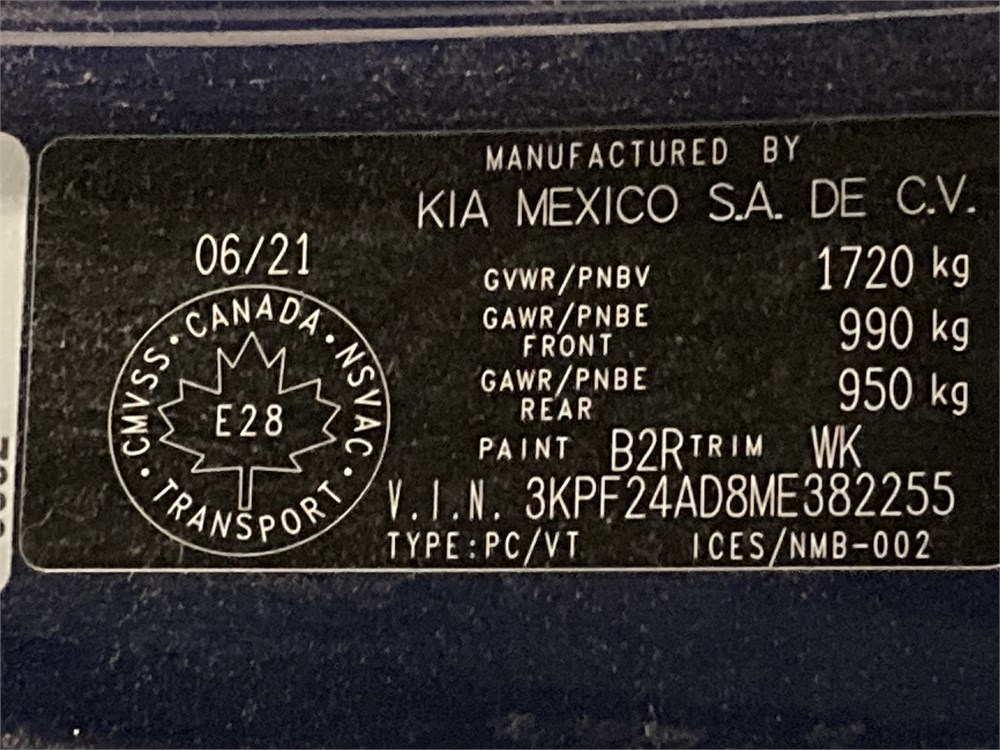 MANUFACTURED BY
KIA MEXICO S.A. DE C.V.
06/21
GVWR/PNBV 1720 kg
GAWR/PNBE FRONT 990 kg
GAWR/PNBE REAR 950 kg
CMVSS · CANADA · NSVAC · TRANSPORT ·
E28
PAINT B2R TRIM WK
V.I.N. 3KPF24AD8ME382255
TYPE:PC/VT ICES/NMB-002